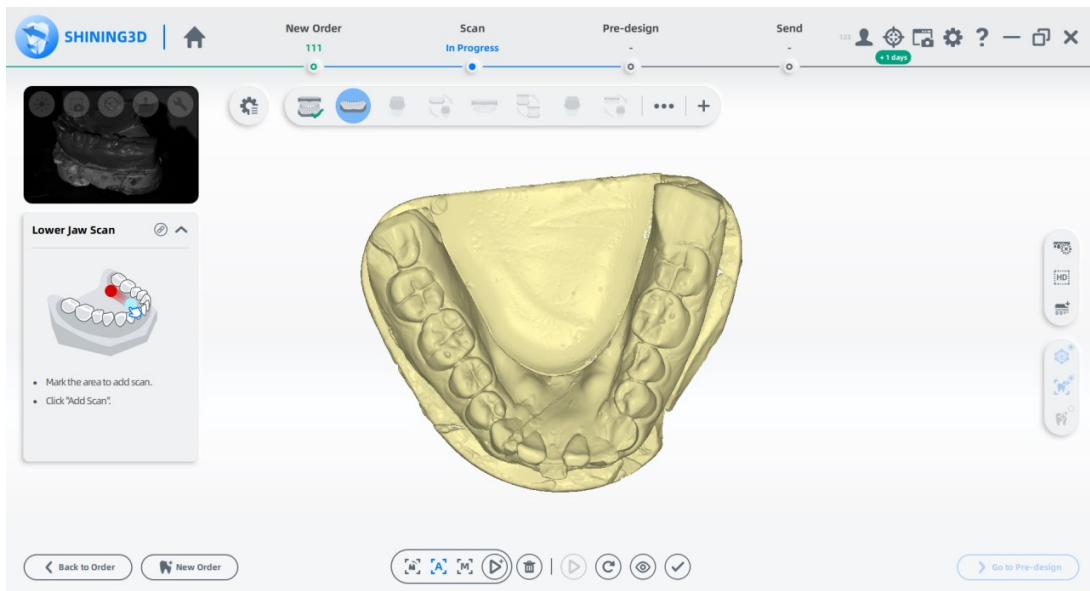 SHINING3D
New Order
111
Scan
In Progress
Pre-design
-
Send
-
123
+1 days
Lower Jaw Scan
• Mark the area to add scan.
• Click "Add Scan".
HD
A
M
Back to Order
New Order
Go to Pre-design